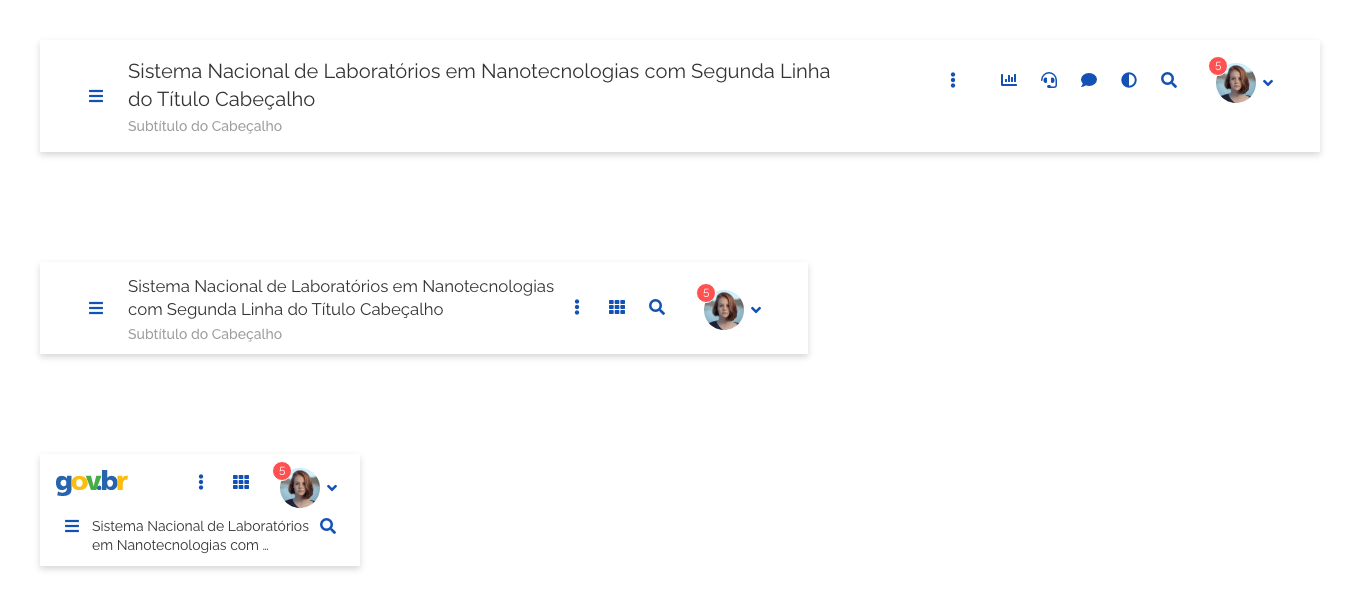 Sistema Nacional de Laboratórios em Nanotecnologias com Segunda Linha
do Título Cabeçalho
Subtítulo do Cabeçalho
5
Sistema Nacional de Laboratórios em Nanotecnologias
com Segunda Linha do Título Cabeçalho
Subtítulo do Cabeçalho
5
gov.br
5
Sistema Nacional de Laboratórios
em Nanotecnologias com ...